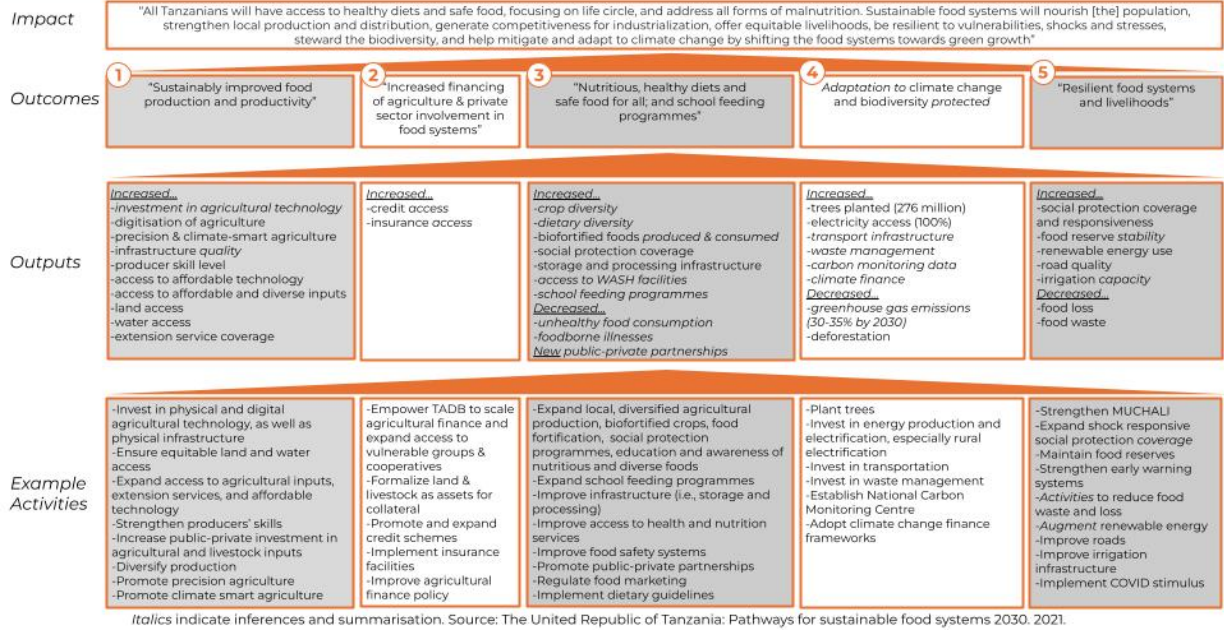 Impact
"All Tanzanians will have access to healthy diets and safe food, focusing on life circle, and address all forms of malnutrition. Sustainable food systems will nourish [the] population,
strengthen local production and distribution, generate competitiveness for industrialization, offer equitable livelihoods, be resilient to vulnerabilities, shocks and stresses,
steward the biodiversity, and help mitigate and adapt to climate change by shifting the food systems towards green growth"
Outcomes
1
"Sustainably improved food
production and productivity"
2
"Increased financing
of agriculture & private
sector involvement in
food systems"
3
"Nutritious, healthy diets and
safe food for all; and school feeding
programmes"
4
Adaptation to climate change
and biodiversity protected
5
"Resilient food systems
and livelihoods"
Outputs
Increased...
-investment in agricultural technology
-digitisation of agriculture
-precision & climate-smart agriculture
-infrastructure quality
-producer skill level
-access to affordable technology
-access to affordable and diverse inputs
-land access
-water access
-extension service coverage
Increased...
-credit access
-insurance access
Increased...
-crop diversity
-dietary diversity
-biofortified foods produced & consumed
-social protection coverage
-storage and processing infrastructure
-access to WASH facilities
-school feeding programmes
Decreased...
-unhealthy food consumption
-foodborne illnesses
New public-private partnerships
Increased...
-trees planted (276 million)
-electricity access (100%)
-transport infrastructure
-waste management
-carbon monitoring data
-climate finance
Decreased...
-greenhouse gas emissions
(30-35% by 2030)
-deforestation
Increased...
-social protection coverage
and responsiveness
-food reserve stability
-renewable energy use
-road quality
-irrigation capacity
Decreased...
-food loss
-food waste
Example
Activities
-Invest in physical and digital
agricultural technology, as well as
physical infrastructure
-Ensure equitable land and water
access
-Expand access to agricultural inputs,
extension services, and affordable
technology
-Strengthen producers' skills
-Increase public-private investment in
agricultural and livestock inputs
-Diversify production
-Promote precision agriculture
-Promote climate smart agriculture
-Empower TADB to scale
agricultural finance and
expand access to
vulnerable groups &
cooperatives
-Formalize land &
livestock as assets for
collateral
-Promote and expand
credit schemes
-Implement insurance
facilities
-Improve agricultural
finance policy
-Expand local, diversified agricultural
production, biofortified crops, food
fortification, social protection
programmes, education and awareness of
nutritious and diverse foods
-Expand school feeding programmes
-Improve infrastructure (i.e., storage and
processing)
-Improve access to health and nutrition
services
-Improve food safety systems
-Promote public-private partnerships
-Regulate food marketing
-Implement dietary guidelines
-Plant trees
-Invest in energy production and
electrification, especially rural
electrification
-Invest in transportation
-Invest in waste management
-Establish National Carbon
Monitoring Centre
-Adopt climate change finance
frameworks
-Strengthen MUCHALI
-Expand shock responsive
social protection coverage
-Maintain food reserves
-Strengthen early warning
systems
-Activities to reduce food
waste and loss
-Augment renewable energy
-Improve roads
-Improve irrigation
infrastructure
-Implement COVID stimulus
Italics indicate inferences and summarisation. Source: The United Republic of Tanzania: Pathways for sustainable food systems 2030. 2021.